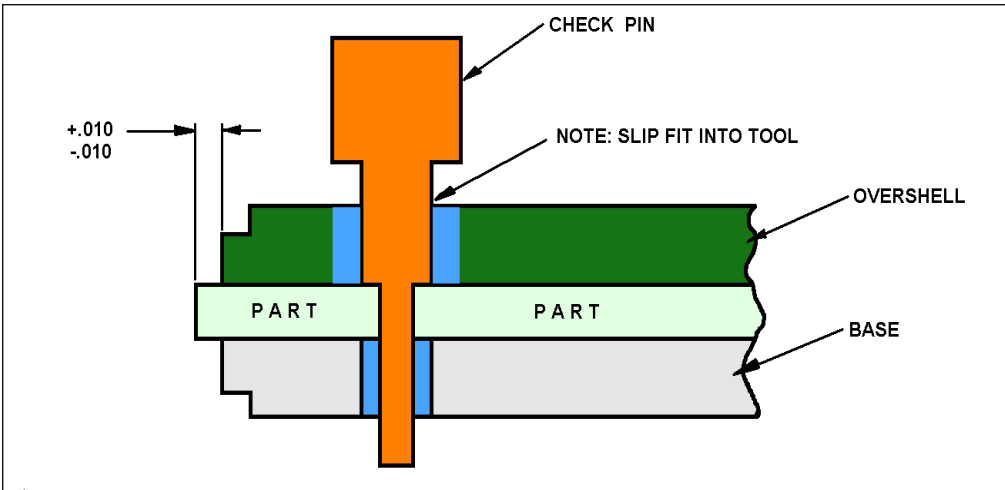 CHECK PIN
+.010
-.010
NOTE: SLIP FIT INTO TOOL
OVERSHELL
PART PART
BASE